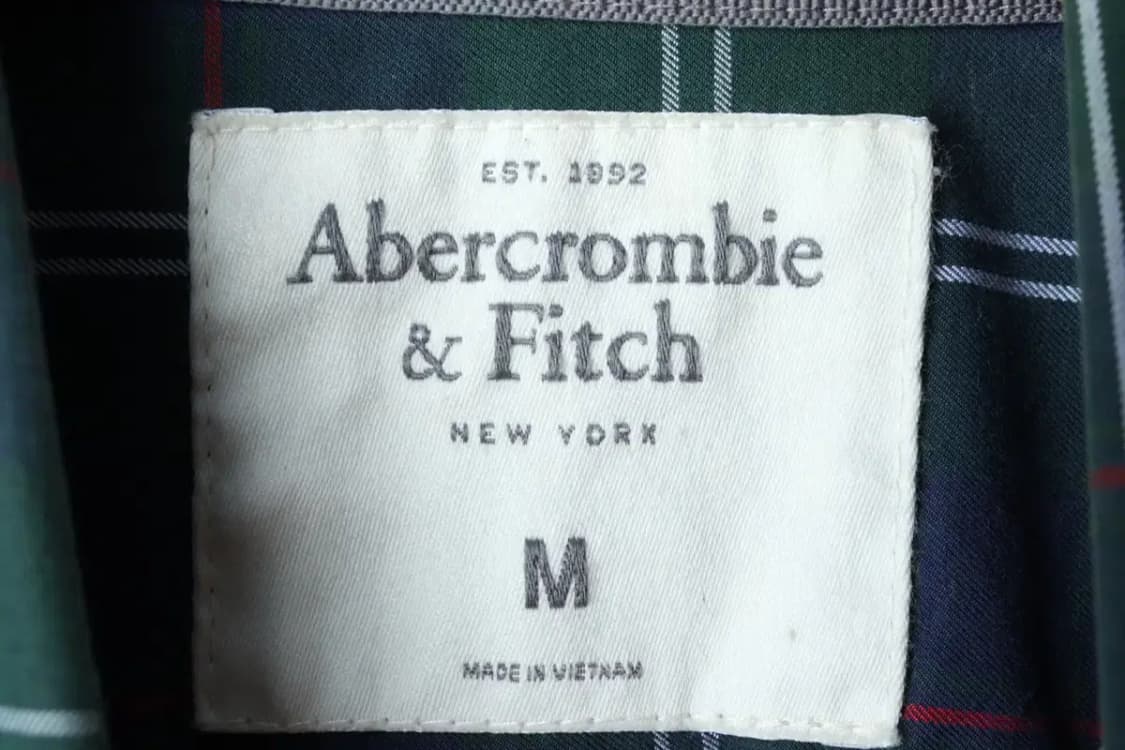 EST. 1892
Abercrombie
& Fitch
NEW YORK
M
MADE IN VIETNAM